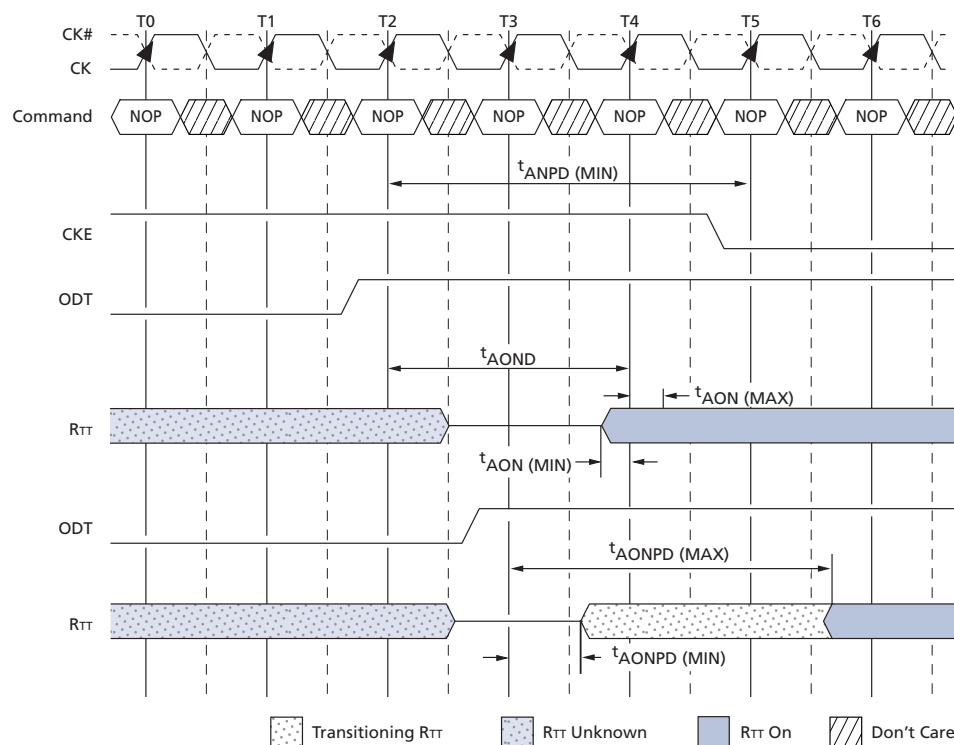 T0 T1 T2 T3 T4 T5 T6
CK#
CK
Command NOP NOP NOP NOP NOP NOP NOP
tANPD (MIN)
CKE
ODT
tAOND
tAON (MAX)
RTT
tAON (MIN)
ODT
tAONPD (MAX)
RTT
tAONPD (MIN)
Transitioning RTT RTT Unknown RTT On Don't Care